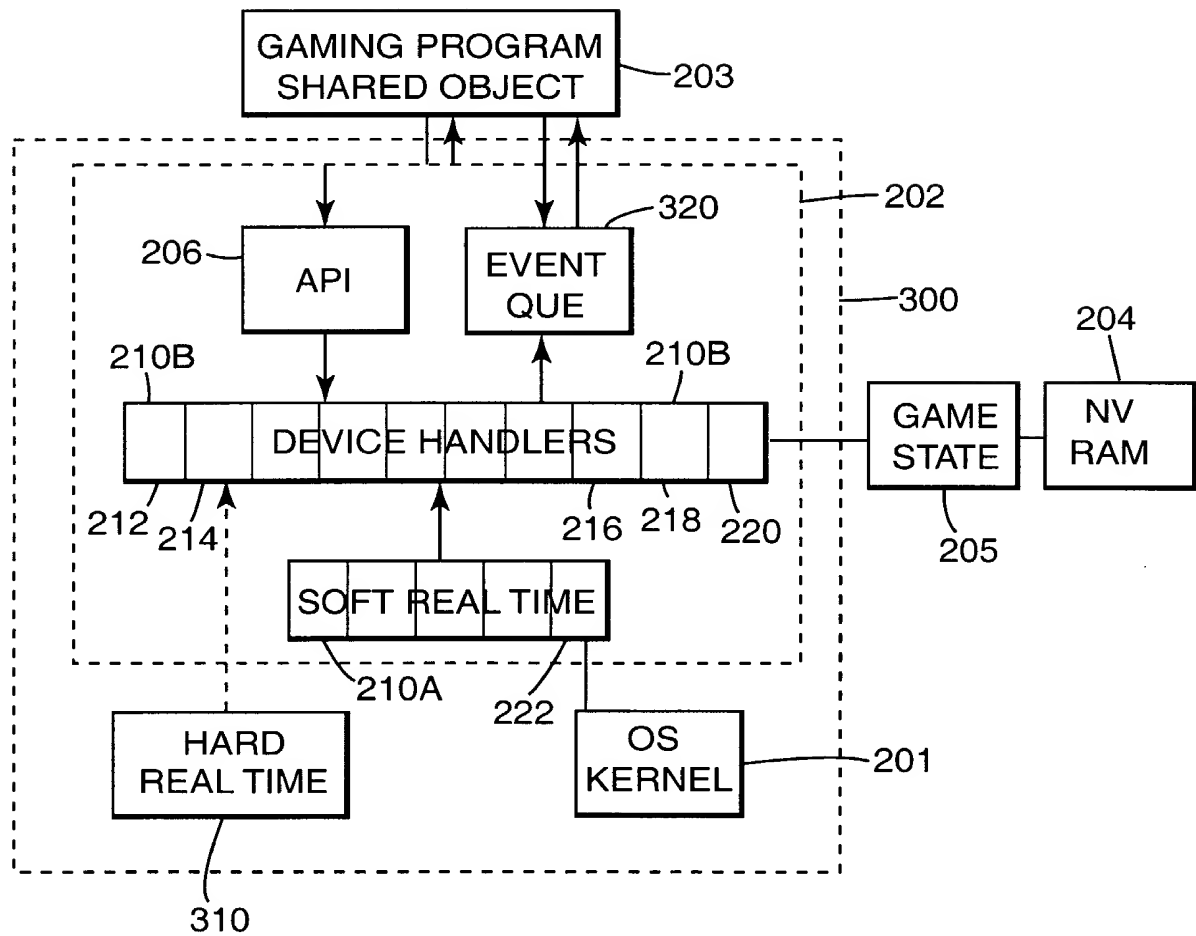 GAMING PROGRAM
SHARED OBJECT
203
202
320
206
API
EVENT
QUE
300
204
210B
210B
DEVICE HANDLERS
GAME
STATE
NV
RAM
212
214
216
218
220
205
SOFT REAL TIME
210A
222
HARD
REAL TIME
OS
KERNEL
201
310